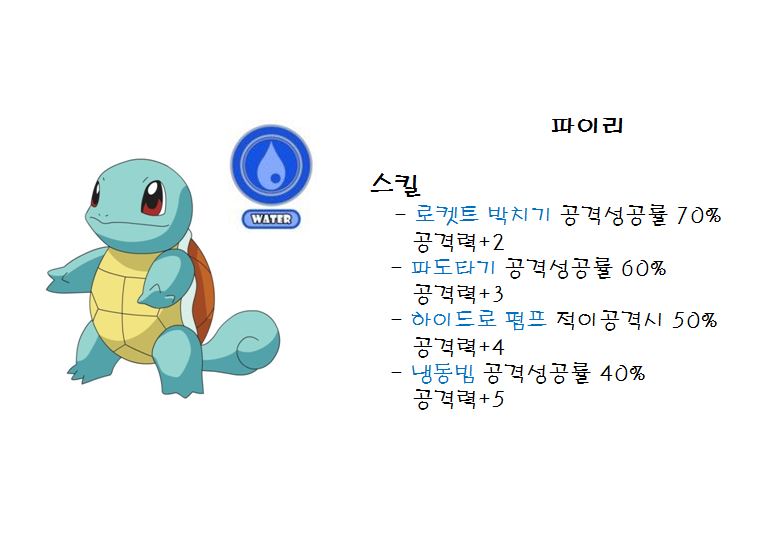 파이리
WATER
스킬
- 로켓트 박치기 공격성공률 70%
공격력+2
- 파도타기 공격성공률 60%
공격력+3
- 하이드로 펌프 적이공격시 50%
공격력+4
- 냉동빔 공격성공률 40%
공격력+5